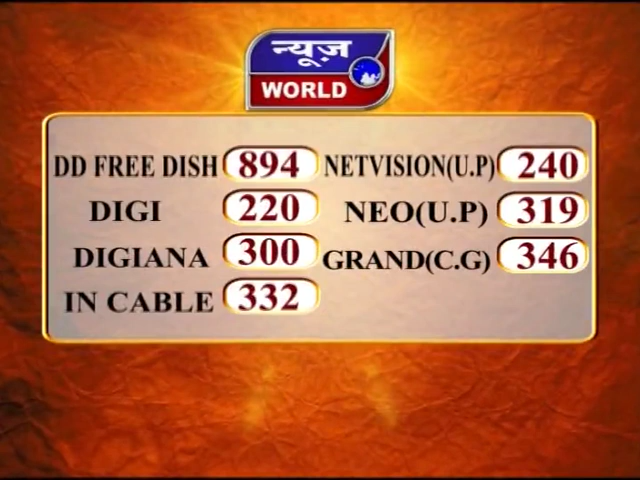 न्यूज़
WORLD
DD FREE DISH 894 NETVISION(U.P) 240
DIGI 220 NEO(U.P) 319
DIGIANA 300 GRAND(C.G) 346
IN CABLE 332